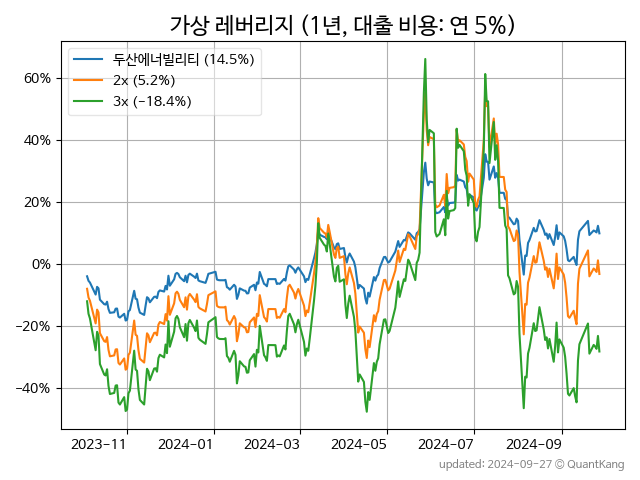 가상 레버리지 (1년, 대출 비용: 연 5%)
두산에너빌리티 (14.5%)
2x (5.2%)
3x (−18.4%)
60%
40%
20%
0%
−20%
−40%
2023-11 2024-01 2024-03 2024-05 2024-07 2024-09
updated: 2024-09-27 © QuantKang